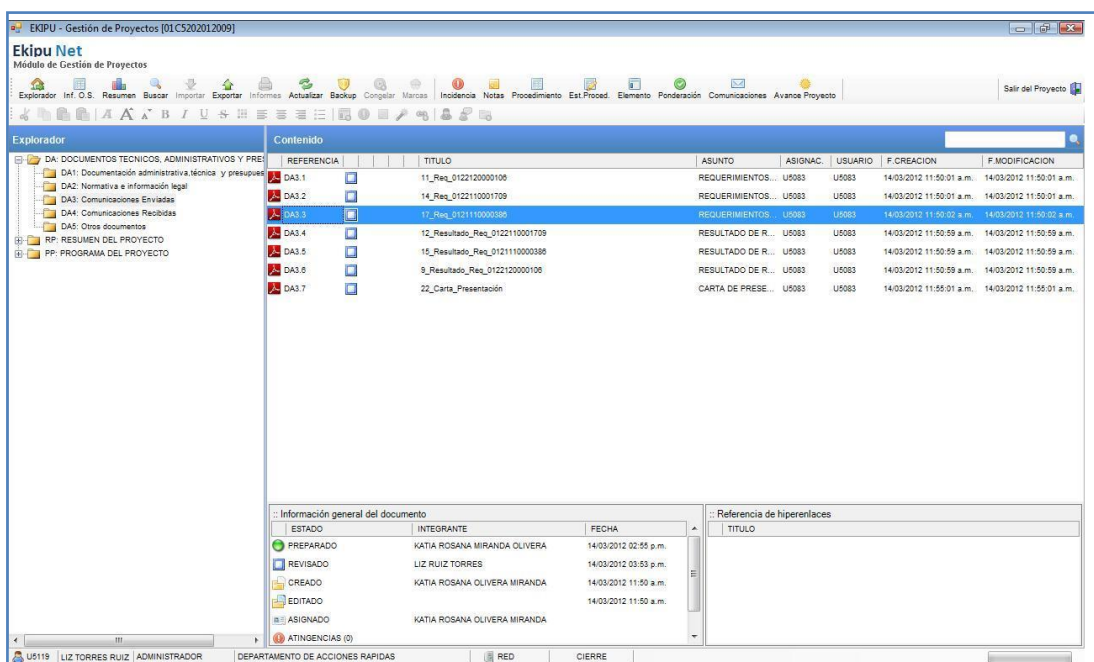 EKIPU - Gestión de Proyectos [01C5202012009]
Ekipu Net
Módulo de Gestión de Proyectos
Explorador Inf. O.S. Resumen Buscar Importar Exportar Informes Actualizar Backup Congelar Marcas Incidencia Notas Procedimiento Est.Proced. Elemento Ponderación Comunicaciones Avance Proyecto Salir del Proyecto
Explorador Contenido
DA: DOCUMENTOS TECNICOS, ADMINISTRATIVOS Y PRE
DA1: Documentación administrativa,técnica y presupues
DA2: Normativa e información legal
DA3: Comunicaciones Enviadas
DA4: Comunicaciones Recibidas
DA5: Otros documentos
RP: RESUMEN DEL PROYECTO
PP: PROGRAMA DEL PROYECTO
REFERENCIA TITULO ASUNTO ASIGNAC. USUARIO F.CREACION F.MODIFICACION
DA3.1 11_Req_0122120000106 REQUERIMIENTOS... U5083 U5083 14/03/2012 11:50:01 a.m. 14/03/2012 11:50:01 a.m.
DA3.2 14_Req_0122110001709 REQUERIMIENTOS... U5083 U5083 14/03/2012 11:50:01 a.m. 14/03/2012 11:50:01 a.m.
DA3.3 17_Req_0121110000386 REQUERIMIENTOS... U5083 U5083 14/03/2012 11:50:02 a.m. 14/03/2012 11:50:02 a.m.
DA3.4 12_Resultado_Req_0122110001709 RESULTADO DE R... U5083 U5083 14/03/2012 11:50:59 a.m. 14/03/2012 11:50:59 a.m.
DA3.5 15_Resultado_Req_0121110000386 RESULTADO DE R... U5083 U5083 14/03/2012 11:50:59 a.m. 14/03/2012 11:50:59 a.m.
DA3.6 9_Resultado_Req_0122120000106 RESULTADO DE R... U5083 U5083 14/03/2012 11:50:59 a.m. 14/03/2012 11:50:59 a.m.
DA3.7 22_Carta_Presentación CARTA DE PRESE... U5083 U5083 14/03/2012 11:55:01 a.m. 14/03/2012 11:55:01 a.m.
:: Información general del documento
ESTADO INTEGRANTE FECHA
PREPARADO KATIA ROSANA MIRANDA OLIVERA 14/03/2012 02:55 p.m.
REVISADO LIZ RUIZ TORRES 14/03/2012 03:53 p.m.
CREADO KATIA ROSANA OLIVERA MIRANDA 14/03/2012 11:50 a.m.
EDITADO 14/03/2012 11:50 a.m.
ASIGNADO KATIA ROSANA OLIVERA MIRANDA
ATINGENCIAS (0)
:: Referencia de hiperenlaces
TITULO
U5119 LIZ TORRES RUIZ ADMINISTRADOR DEPARTAMENTO DE ACCIONES RAPIDAS RED CIERRE